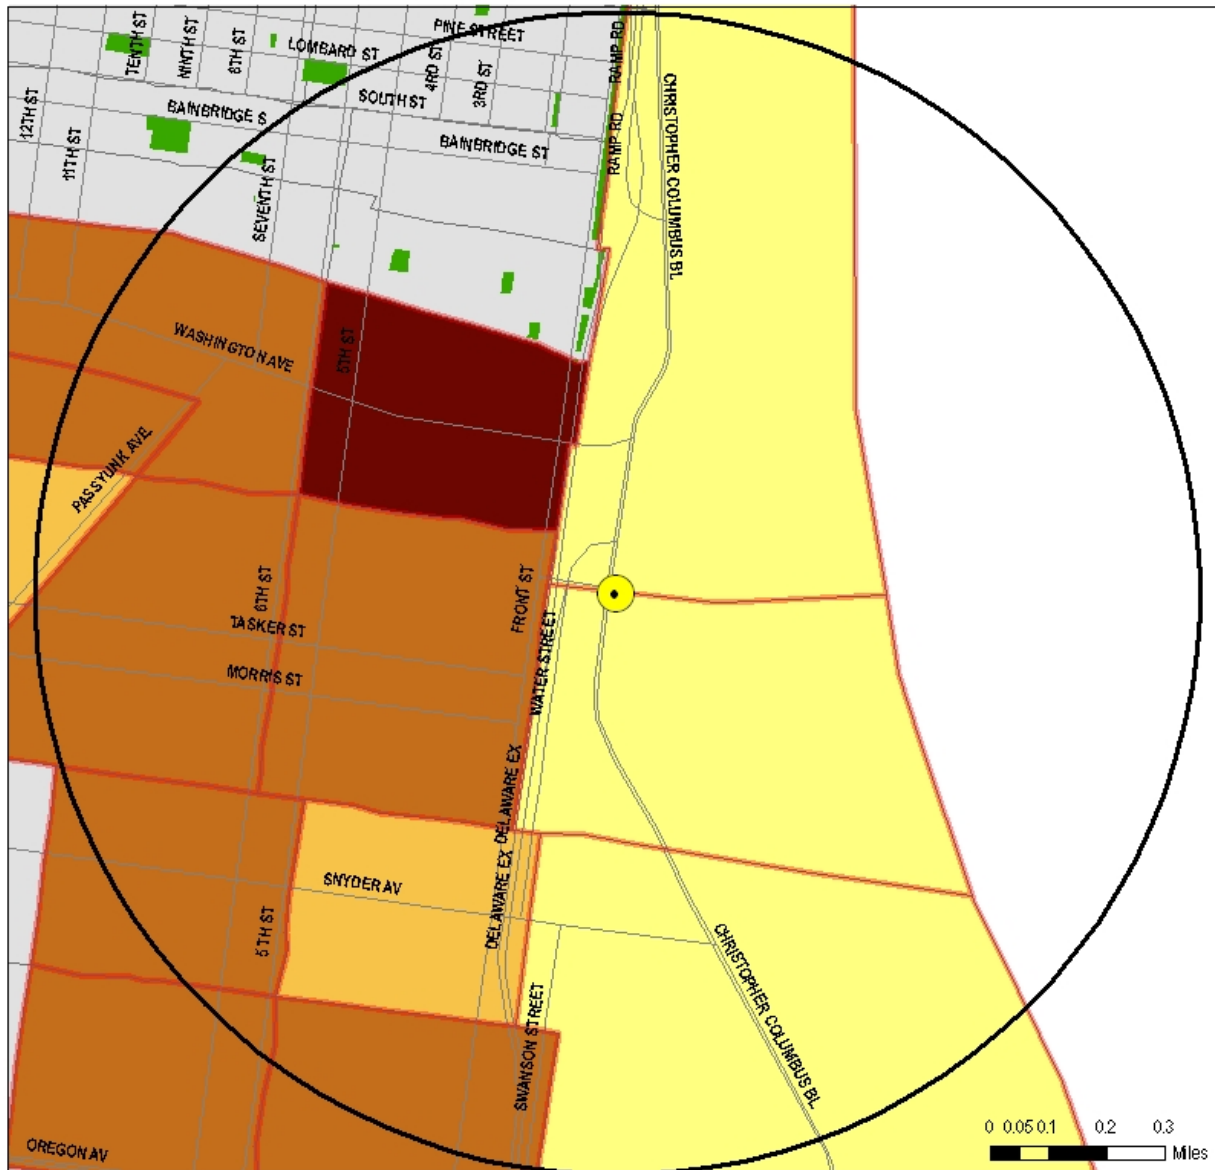 PINE STREET
LOMBARD ST
TENTH ST
NINTH ST
8TH ST
4RD ST
3RD ST
RAMP RD
SOUTH ST
BAINBRIDGE S
BAINBRIDGE ST
12TH ST
11TH ST
SEVENTH ST
RAMP RD
CHRISTOPHER COLUMBUS BL
WASHINGTON AVE
5TH ST
PASSYUNK AVE
6TH ST
FRONT ST
TASKER ST
WATER STREET
MORRIS ST
DELAWARE EX
SNYDER AV
DELAWARE EX
5TH ST
CHRISTOPHER COLUMBUS BL
SWANSON STREET
OREGON AV
0 0.05 0.1 0.2 0.3
Miles